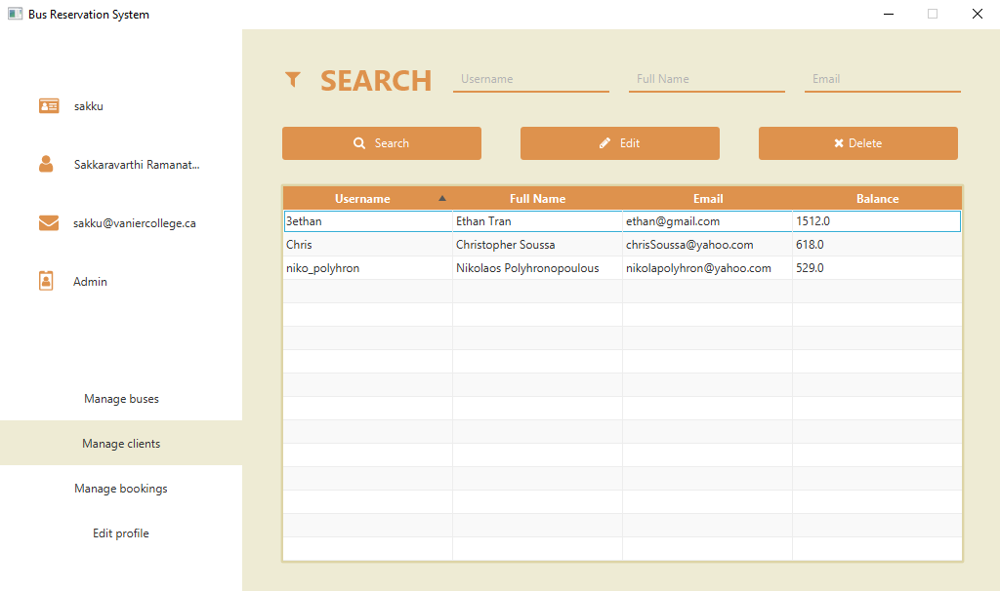 Bus Reservation System
sakku
Sakkaravarthi Ramanat...
sakku@vaniercollege.ca
Admin
Manage buses
Manage clients
Manage bookings
Edit profile
SEARCH Username Full Name Email
Search Edit Delete
Username Full Name Email Balance
3ethan Ethan Tran ethan@gmail.com 1512.0
Chris Christopher Soussa chrisSoussa@yahoo.com 618.0
niko_polyhron Nikolaos Polyhronopoulous nikolapolyhron@yahoo.com 529.0